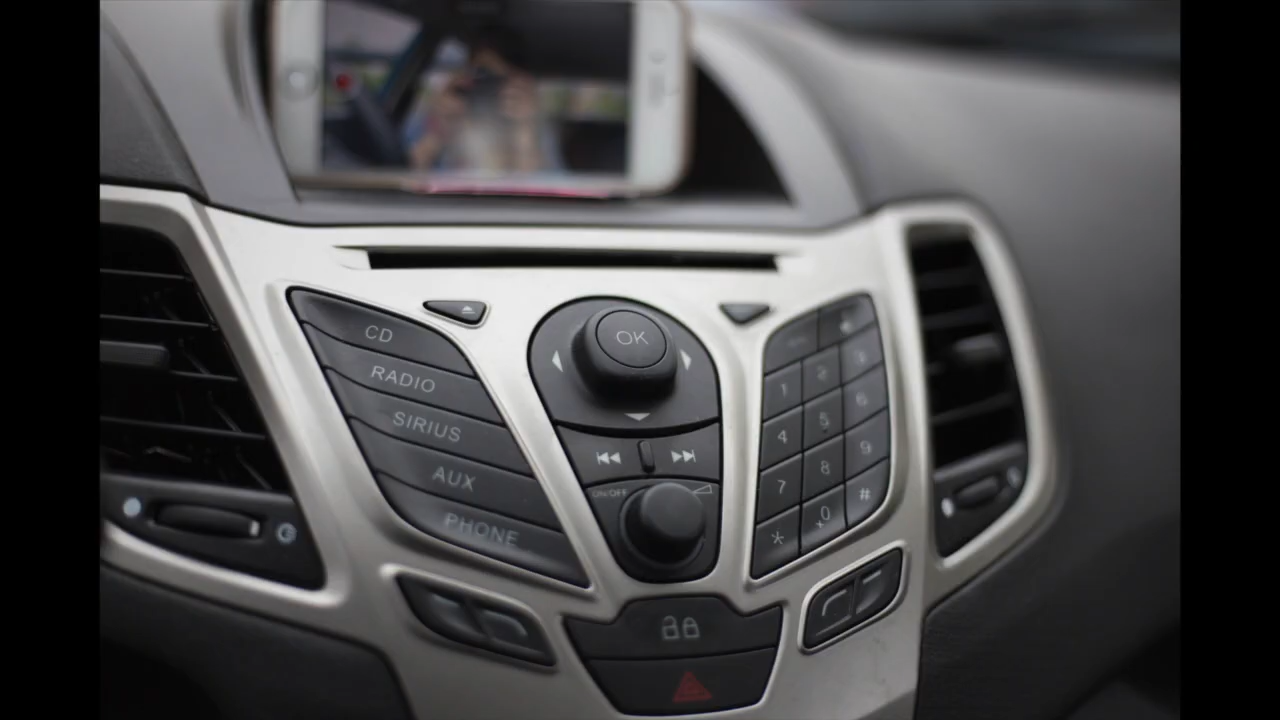 CD
RADIO
SIRIUS
AUX
PHONE
OK
ON/OFF
1 2 3
4 5 6
7 8 9
* 0 #